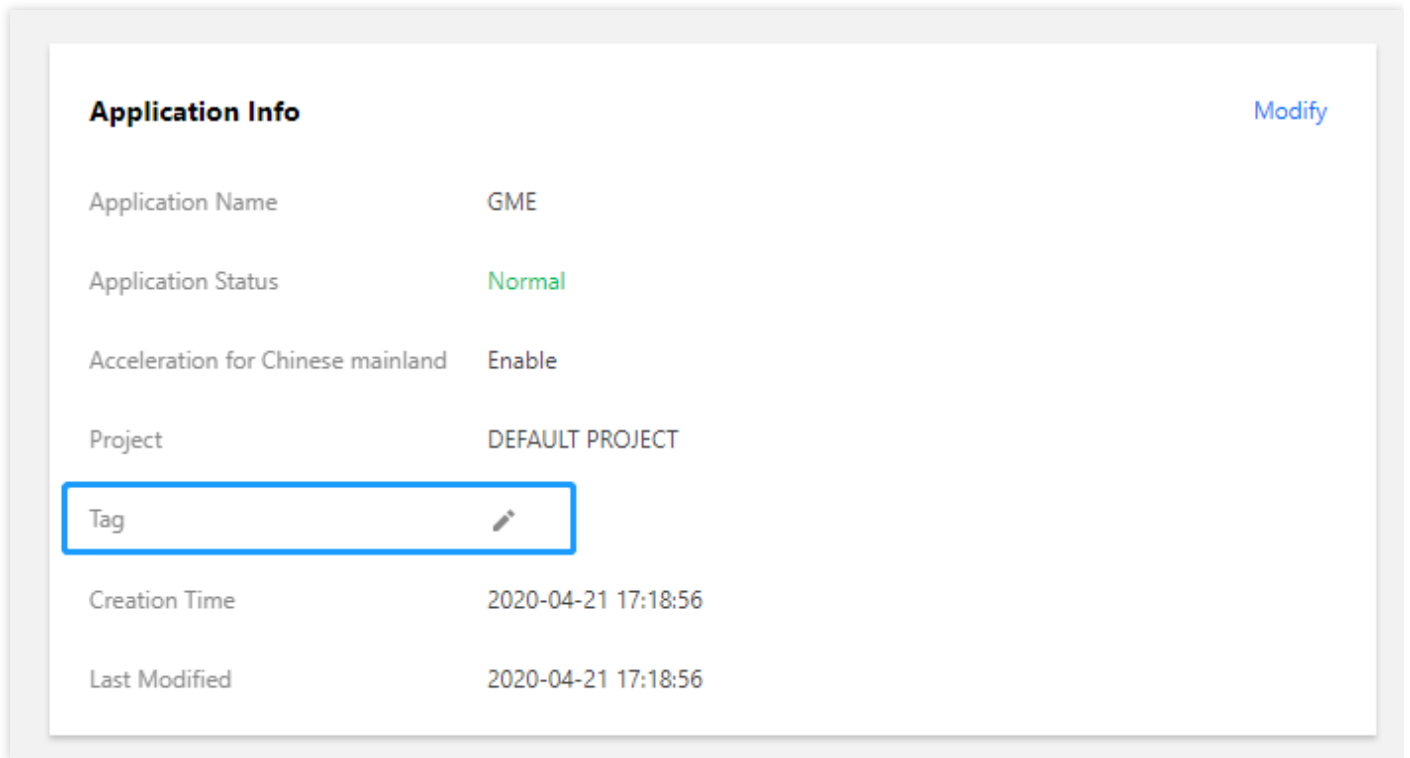 Application Info Modify
Application Name GME
Application Status Normal
Acceleration for Chinese mainland Enable
Project DEFAULT PROJECT
Tag
Creation Time 2020-04-21 17:18:56
Last Modified 2020-04-21 17:18:56